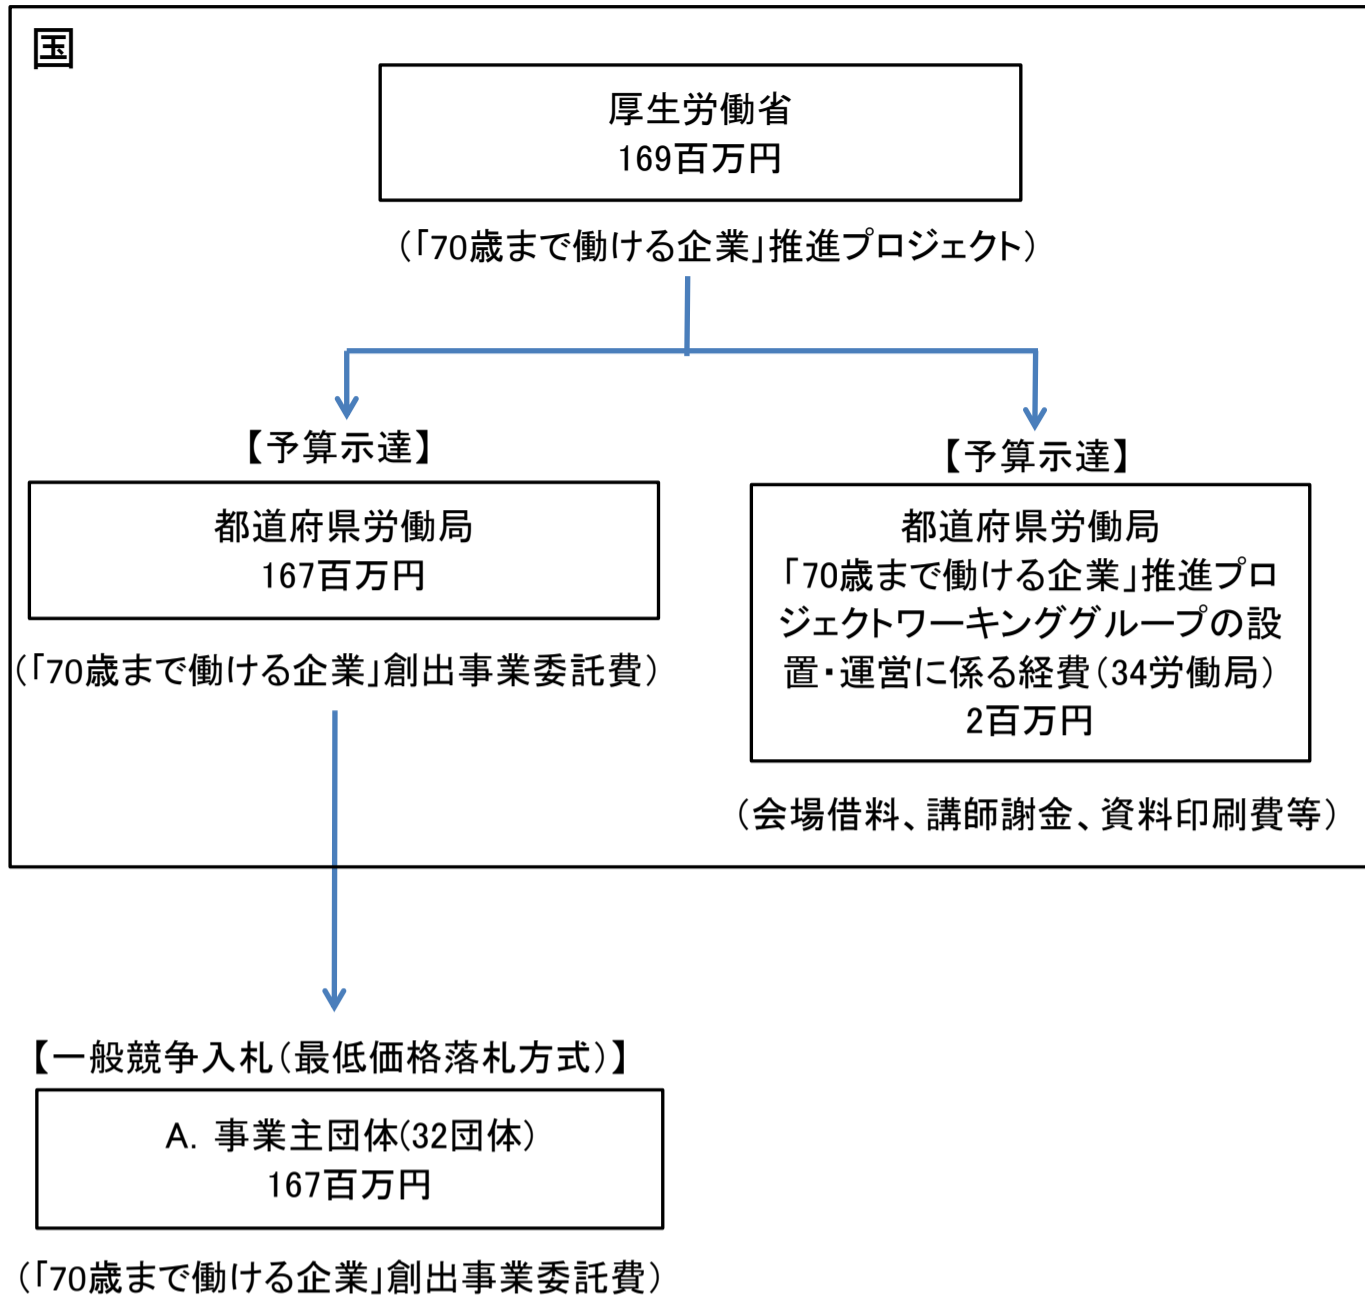 国
厚生労働省
169百万円
(「70歳まで働ける企業」推進プロジェクト)
【予算示達】
都道府県労働局
167百万円
(「70歳まで働ける企業」創出事業委託費)
【予算示達】
都道府県労働局
「70歳まで働ける企業」推進プロ
ジェクトワーキンググループの設
置・運営に係る経費(34労働局)
2百万円
(会場借料、講師謝金、資料印刷費等)
【一般競争入札(最低価格落札方式)】
A. 事業主団体(32団体)
167百万円
(「70歳まで働ける企業」創出事業委託費)